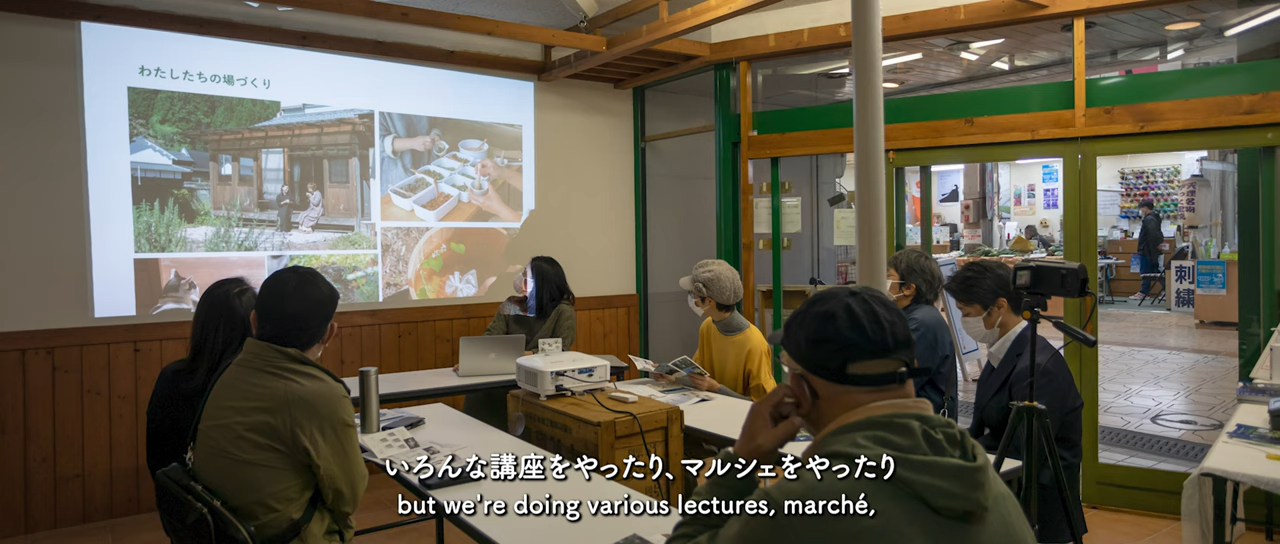 わたしたちの場づくり
刺繍
いろんな講座をやったり、マルシェをやったり
but we're doing various lectures, marché,